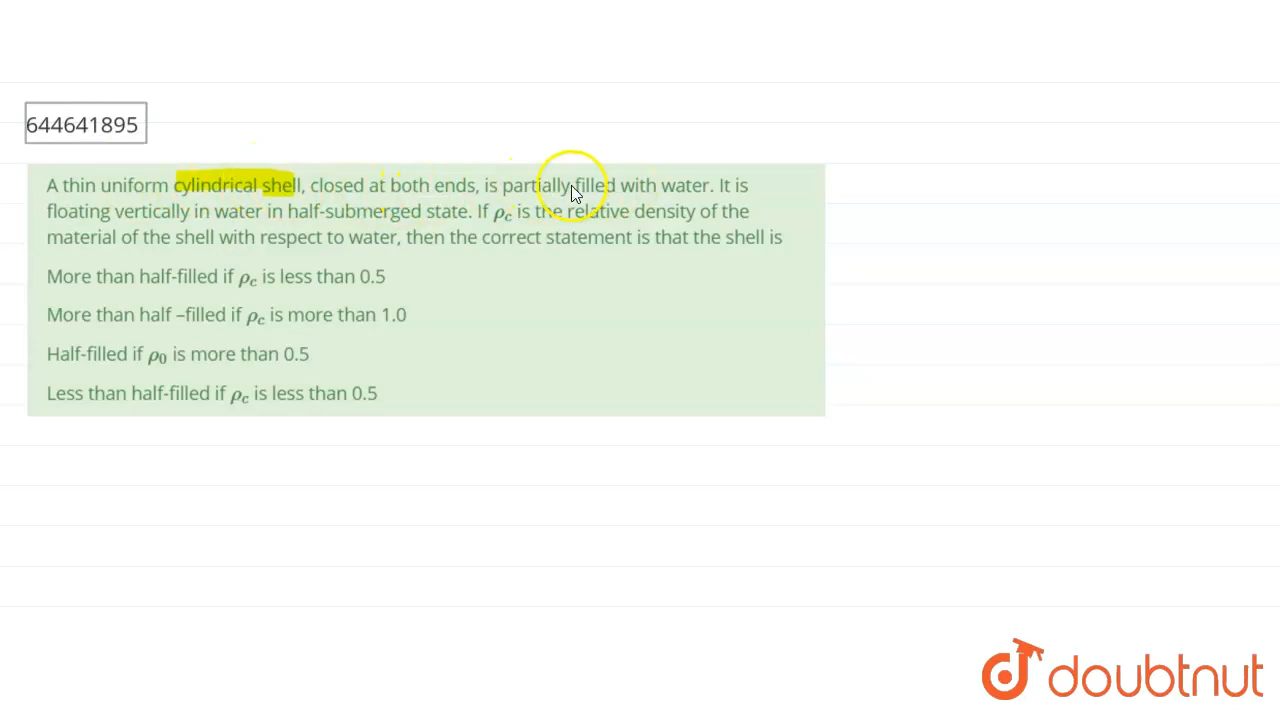 644641895
A thin uniform cylindrical shell, closed at both ends, is partially filled with water. It is
floating vertically in water in half-submerged state. If ρc is the relative density of the
material of the shell with respect to water, then the correct statement is that the shell is
More than half-filled if ρc is less than 0.5
More than half –filled if ρc is more than 1.0
Half-filled if ρ0 is more than 0.5
Less than half-filled if ρc is less than 0.5
doubtnut